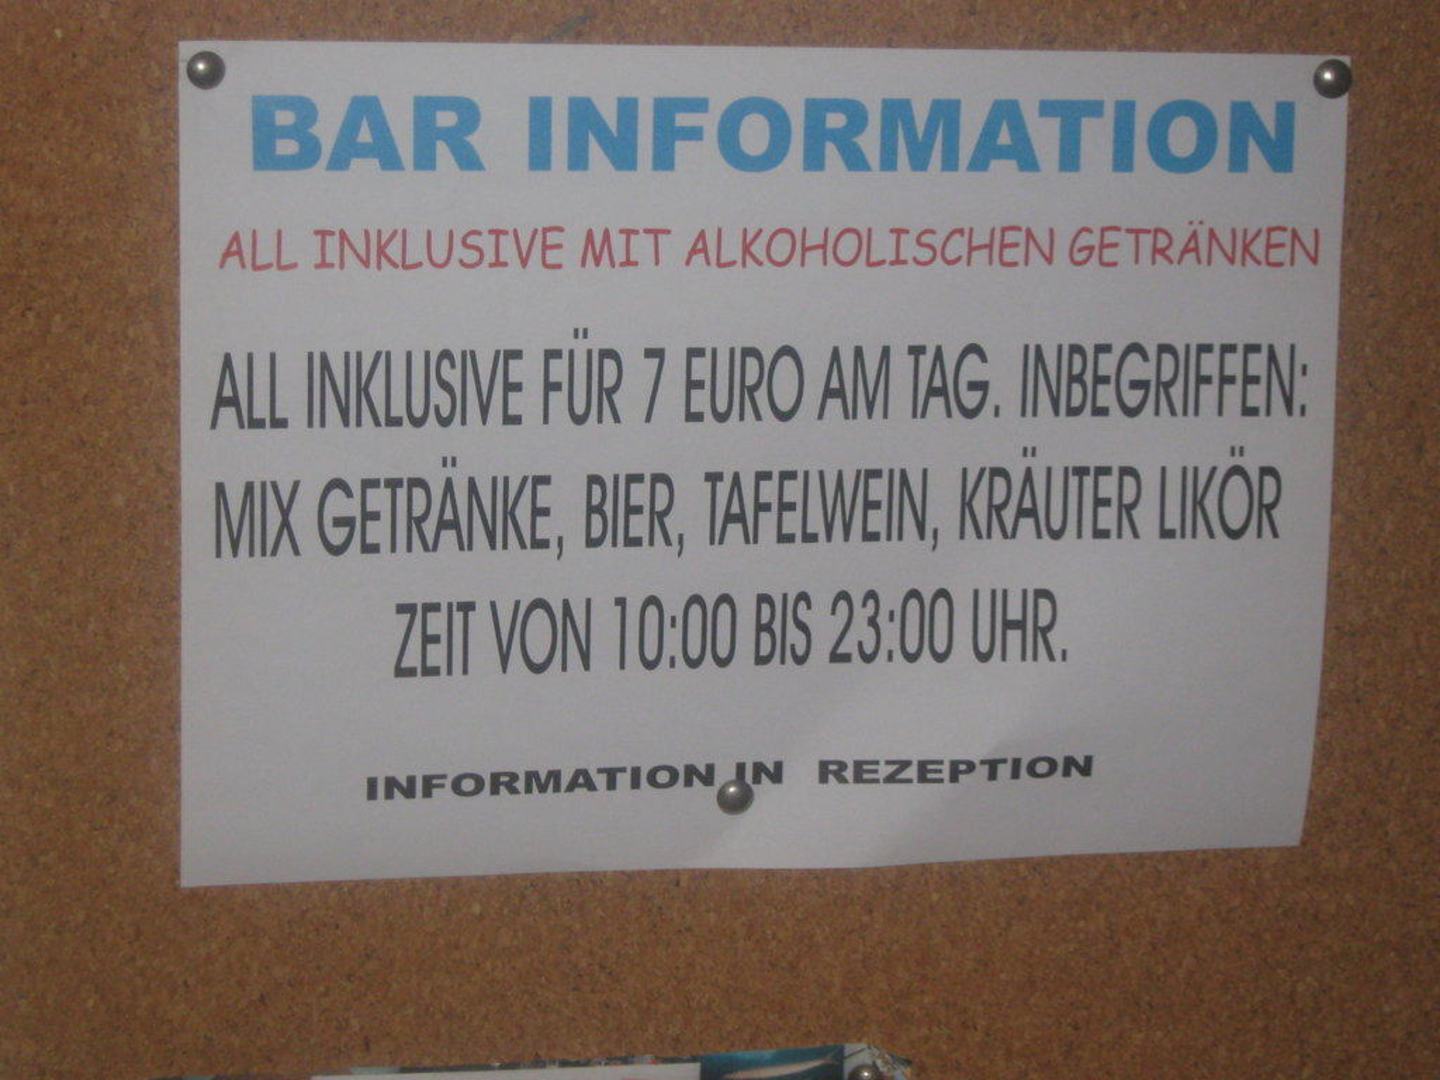 BAR INFORMATION
ALL INKLUSIVE MIT ALKOHOLISCHEN GETRÄNKEN
ALL INKLUSIVE FÜR 7 EURO AM TAG. INBEGRIFFEN:
MIX GETRÄNKE, BIER, TAFELWEIN, KRÄUTER LIKÖR
ZEIT VON 10:00 BIS 23:00 UHR.
INFORMATION IN REZEPTION